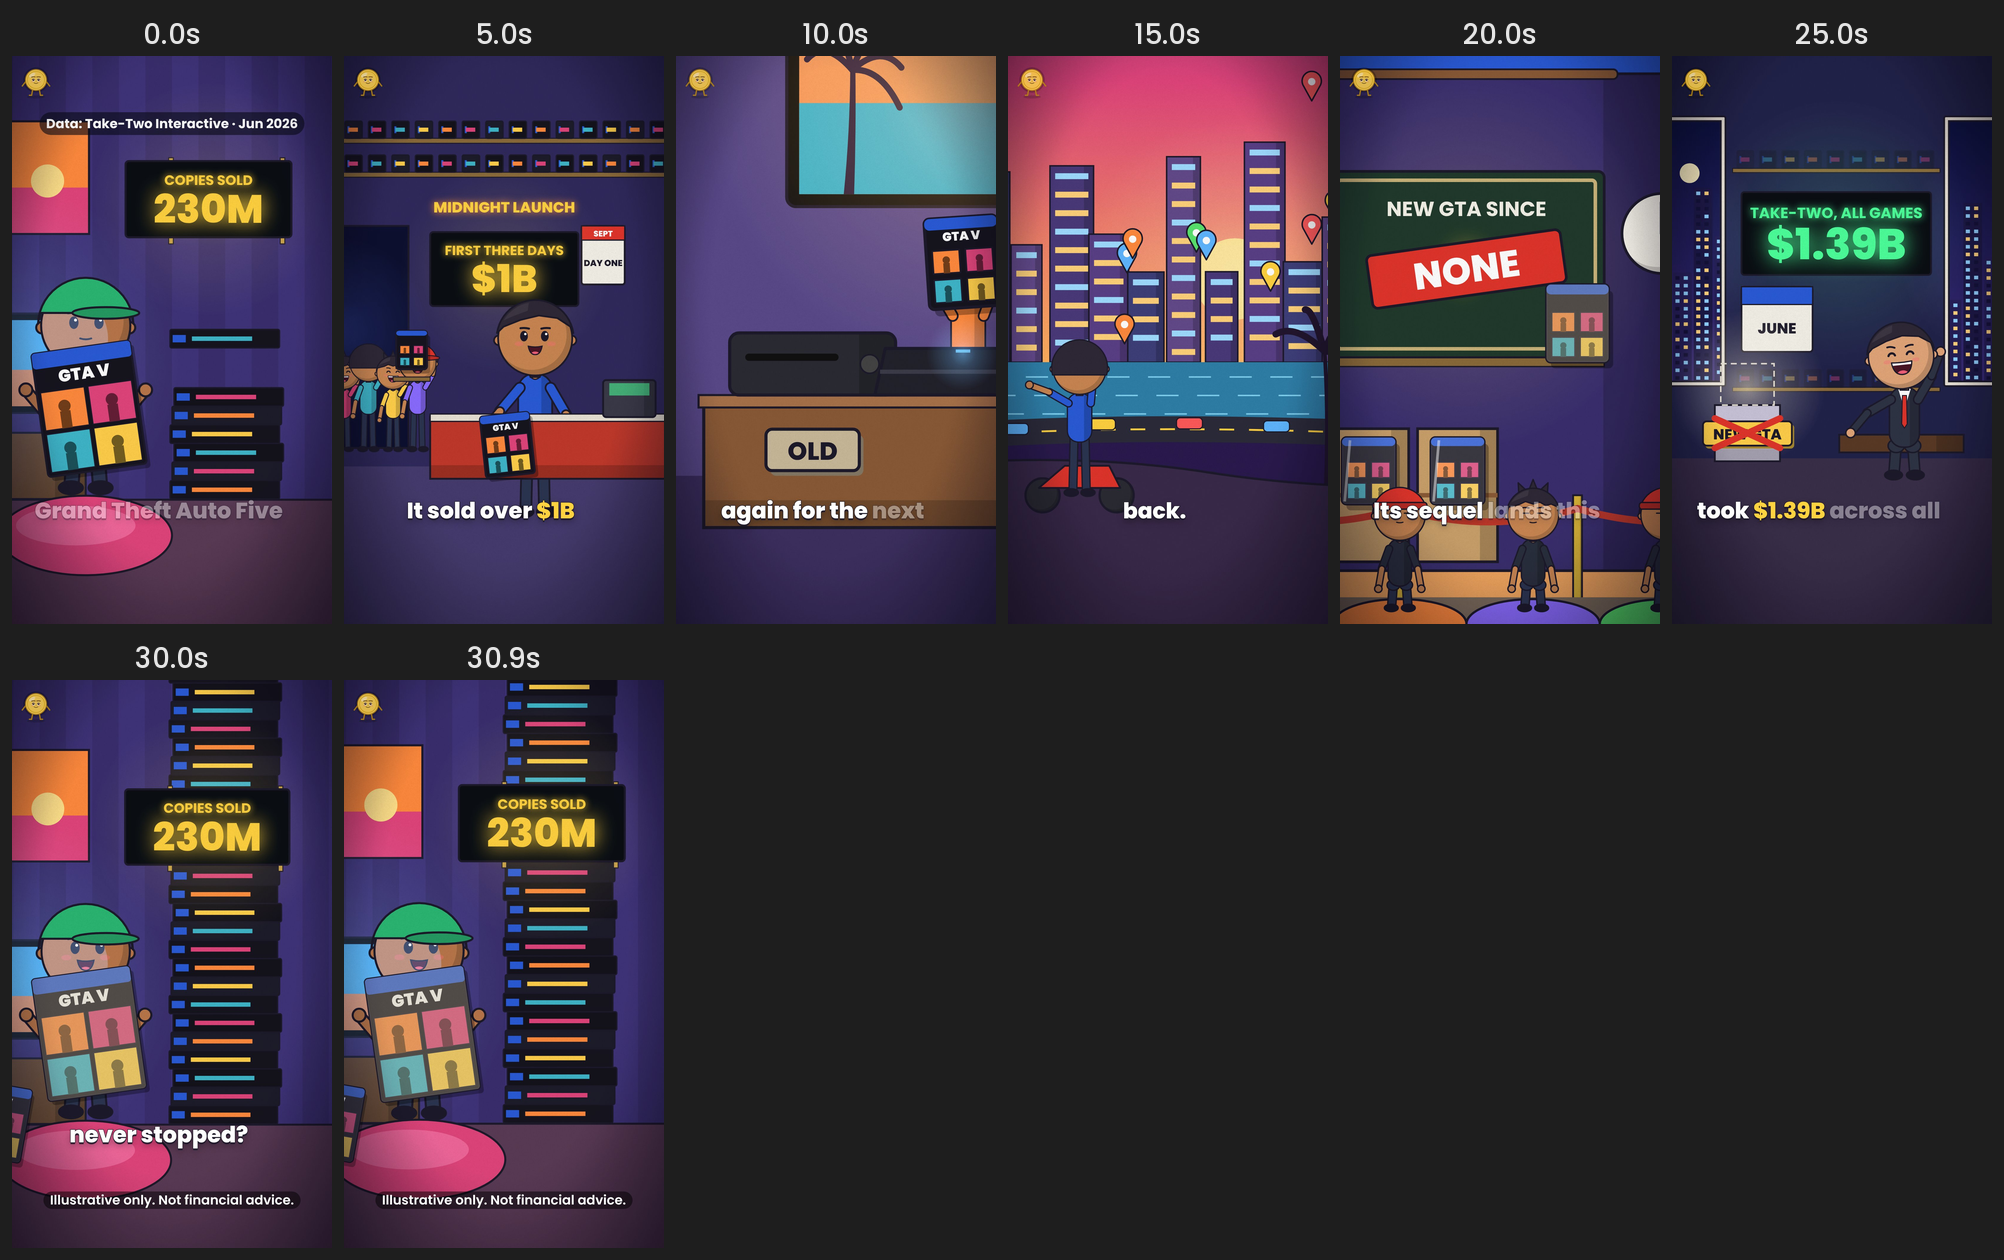 0.0s
5.0s
10.0s
15.0s
20.0s
25.0s
Data: Take-Two Interactive · Jun 2026
COPIES SOLD
230M
GTA V
Grand Theft Auto Five
MIDNIGHT LAUNCH
FIRST THREE DAYS
$1B
SEPT
DAY ONE
GTA V
It sold over $1B
GTA V
OLD
again for the next
back.
NEW GTA SINCE
NONE
Its sequel lands this
TAKE-TWO, ALL GAMES
$1.39B
JUNE
NEW GTA
took $1.39B across all
30.0s
30.9s
COPIES SOLD
230M
GTA V
never stopped?
Illustrative only. Not financial advice.
COPIES SOLD
230M
GTA V
Illustrative only. Not financial advice.